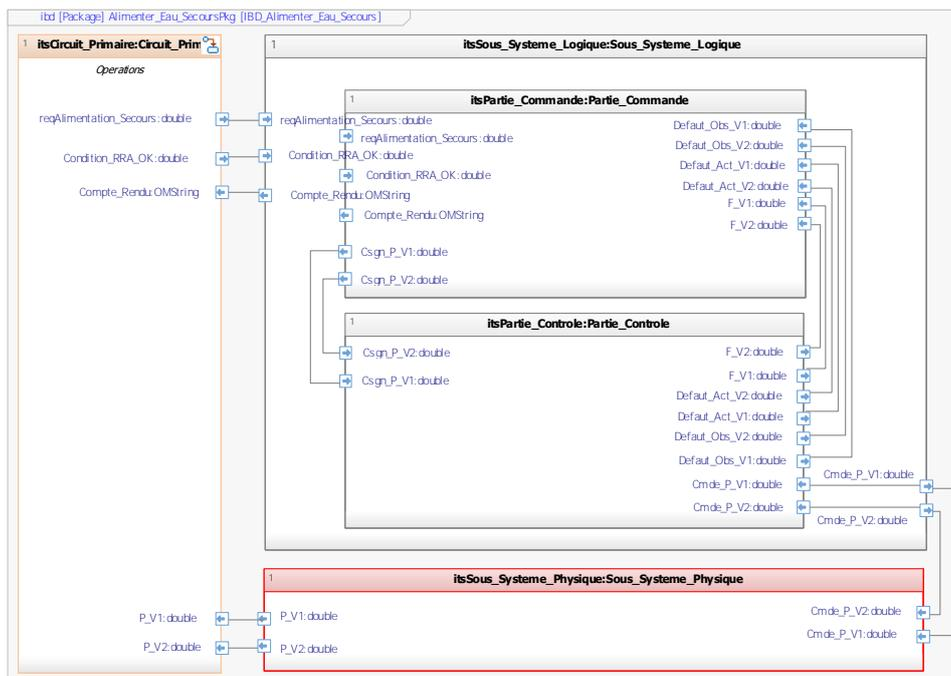 ibd [Package] Alimenter_Eau_SecoursPkg [IBD_Alimenter_Eau_Secours]
1 itsCircuit_Primaire:Circuit_Prim
Operations
reqAlimentation_Secours:double
Condition_RRA_OK:double
Compte_Rendu:OMString
P_V1:double
P_V2:double
1 itsSous_Systeme_Logique:Sous_Systeme_Logique
reqAlimentation_Secours:double
Condition_RRA_OK:double
Compte_Rendu:OMString
1 itsPartie_Commande:Partie_Commande
reqAlimentation_Secours:double
Condition_RRA_OK:double
Compte_Rendu:OMString
Csgn_P_V1:double
Csgn_P_V2:double
Defaut_Obs_V1:double
Defaut_Obs_V2:double
Defaut_Act_V1:double
Defaut_Act_V2:double
F_V1:double
F_V2:double
1 itsPartie_Controle:Partie_Controle
Csgn_P_V2:double
Csgn_P_V1:double
F_V2:double
F_V1:double
Defaut_Act_V2:double
Defaut_Act_V1:double
Defaut_Obs_V2:double
Defaut_Obs_V1:double
Cmde_P_V1:double
Cmde_P_V2:double
Cmde_P_V1:double
Cmde_P_V2:double
1 itsSous_Systeme_Physique:Sous_Systeme_Physique
P_V1:double
P_V2:double
Cmde_P_V2:double
Cmde_P_V1:double